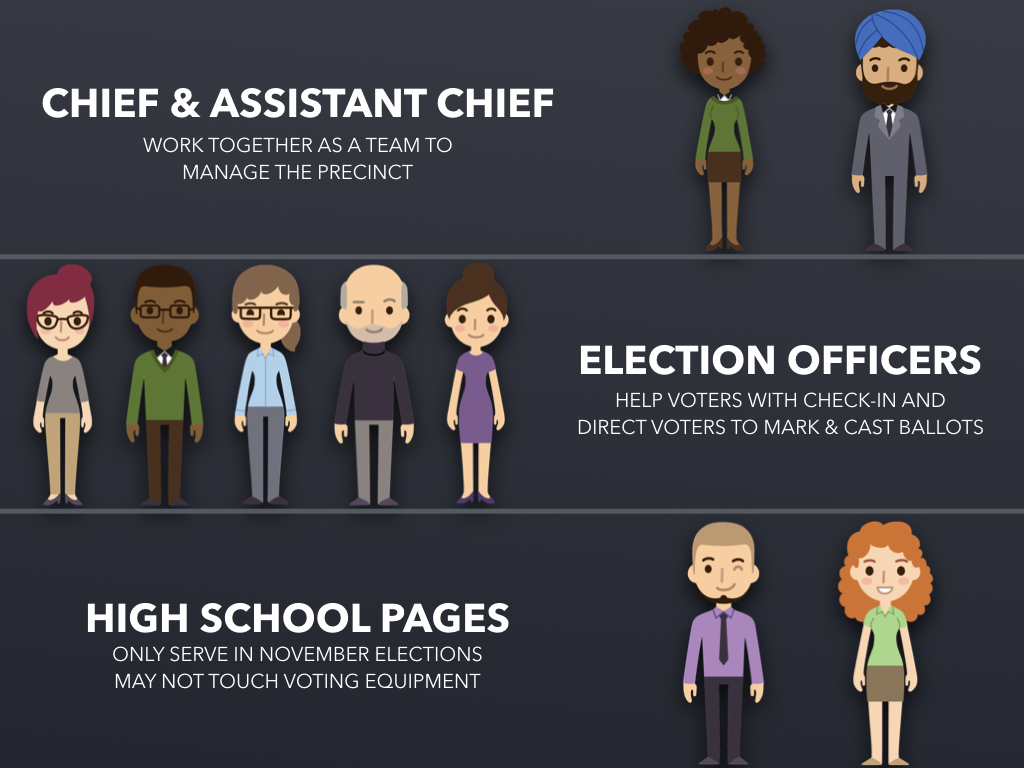 CHIEF & ASSISTANT CHIEF
WORK TOGETHER AS A TEAM TO
MANAGE THE PRECINCT
ELECTION OFFICERS
HELP VOTERS WITH CHECK-IN AND
DIRECT VOTERS TO MARK & CAST BALLOTS
HIGH SCHOOL PAGES
ONLY SERVE IN NOVEMBER ELECTIONS
MAY NOT TOUCH VOTING EQUIPMENT